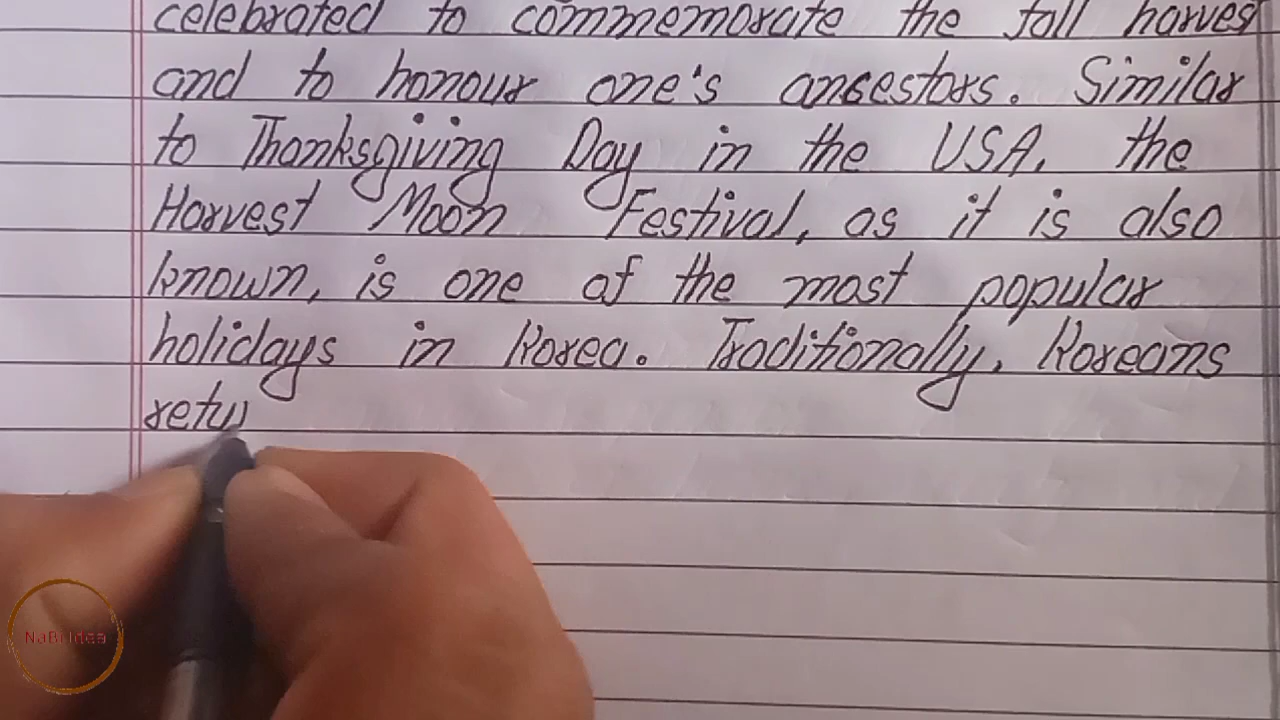 celebrated to commemorate the fall harvest
and to honour one's ancestors. Similar
to Thanksgiving Day in the USA, the
Harvest Moon Festival, as it is also
known, is one of the most popular
holidays in Korea. Traditionally, Koreans
retu
NaBi Idea